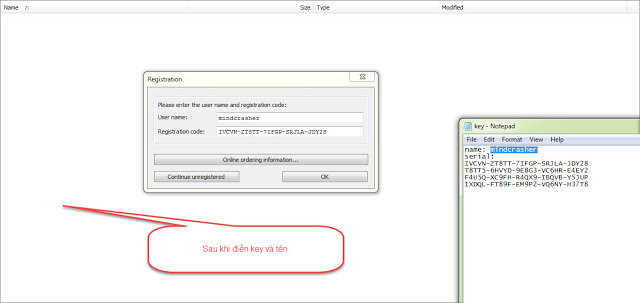 Name
Size
Type
Modified
Registration
Please enter the user name and registration code:
User name:
mindcrasher
Registration code:
IVCVN-ZT8TT-7IFGP-SRJLA-JDY28
Online ordering information...
Continue unregistered
OK
Sau khi điền key và tên
key - Notepad
File Edit Format View Help
name: mindcrasher
serial:
IVCVN-ZT8TT-7IFGP-SRJLA-JDY28
T8TT5-6HVYD-9E8G3-VC6HR-E4EY2
F4U5Q-XC9FH-R4QX9-IBQVB-Y5JUP
1XDQL-FT89F-EM9P2-VQ6NY-H37T8